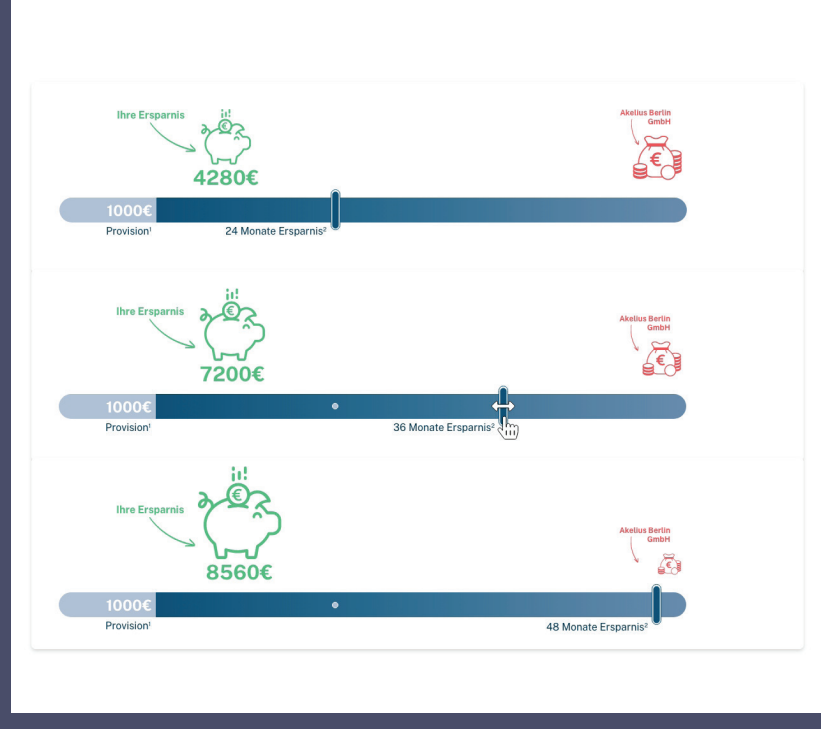 Ihre Ersparnis
Akelius Berlin
GmbH
€
€
4280€
1000€
Provision¹
24 Monate Ersparnis²
Ihre Ersparnis
Akelius Berlin
GmbH
€
€
7200€
1000€
Provision¹
36 Monate Ersparnis²
€
Ihre Ersparnis
Akelius Berlin
GmbH
€
8560€
1000€
Provision¹
48 Monate Ersparnis²